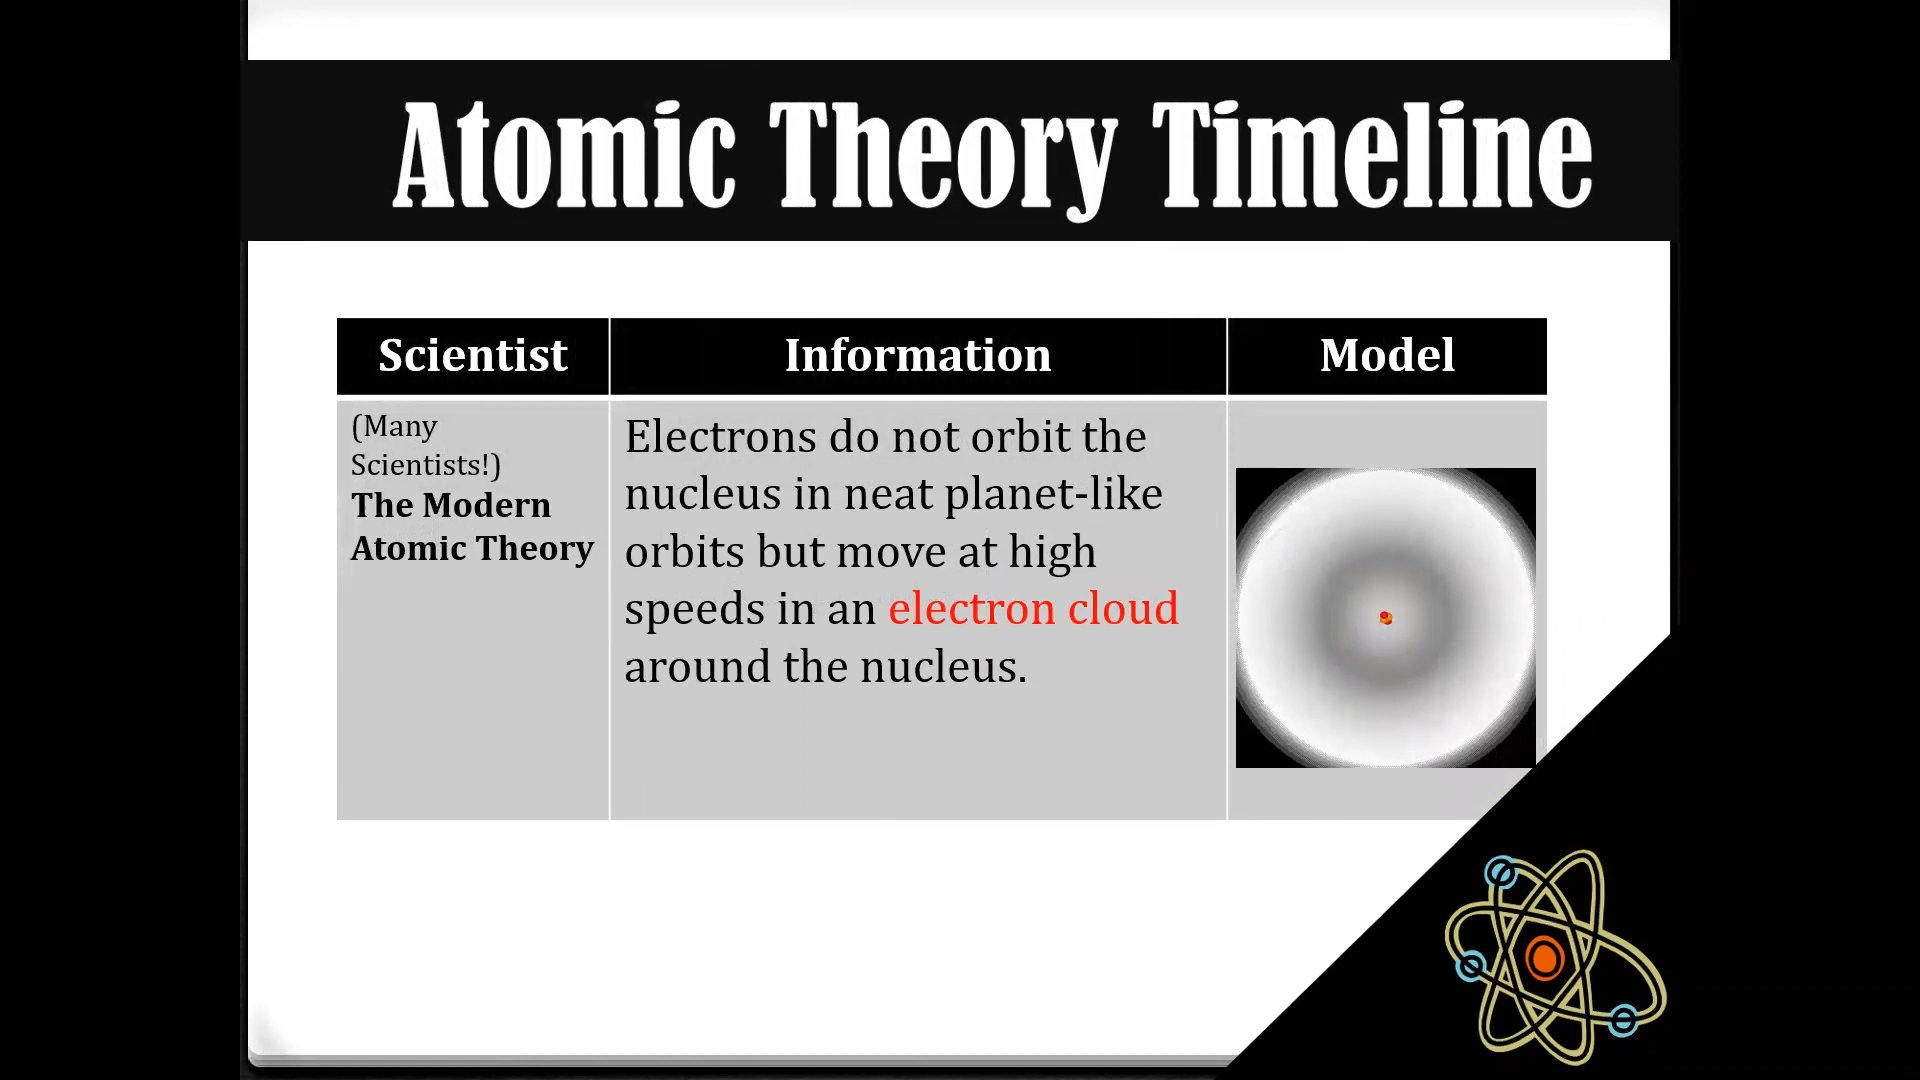 Atomic Theory Timeline
Scientist
Information
Model
(Many
Scientists!)
The Modern
Atomic Theory
Electrons do not orbit the
nucleus in neat planet-like
orbits but move at high
speeds in an electron cloud
around the nucleus.